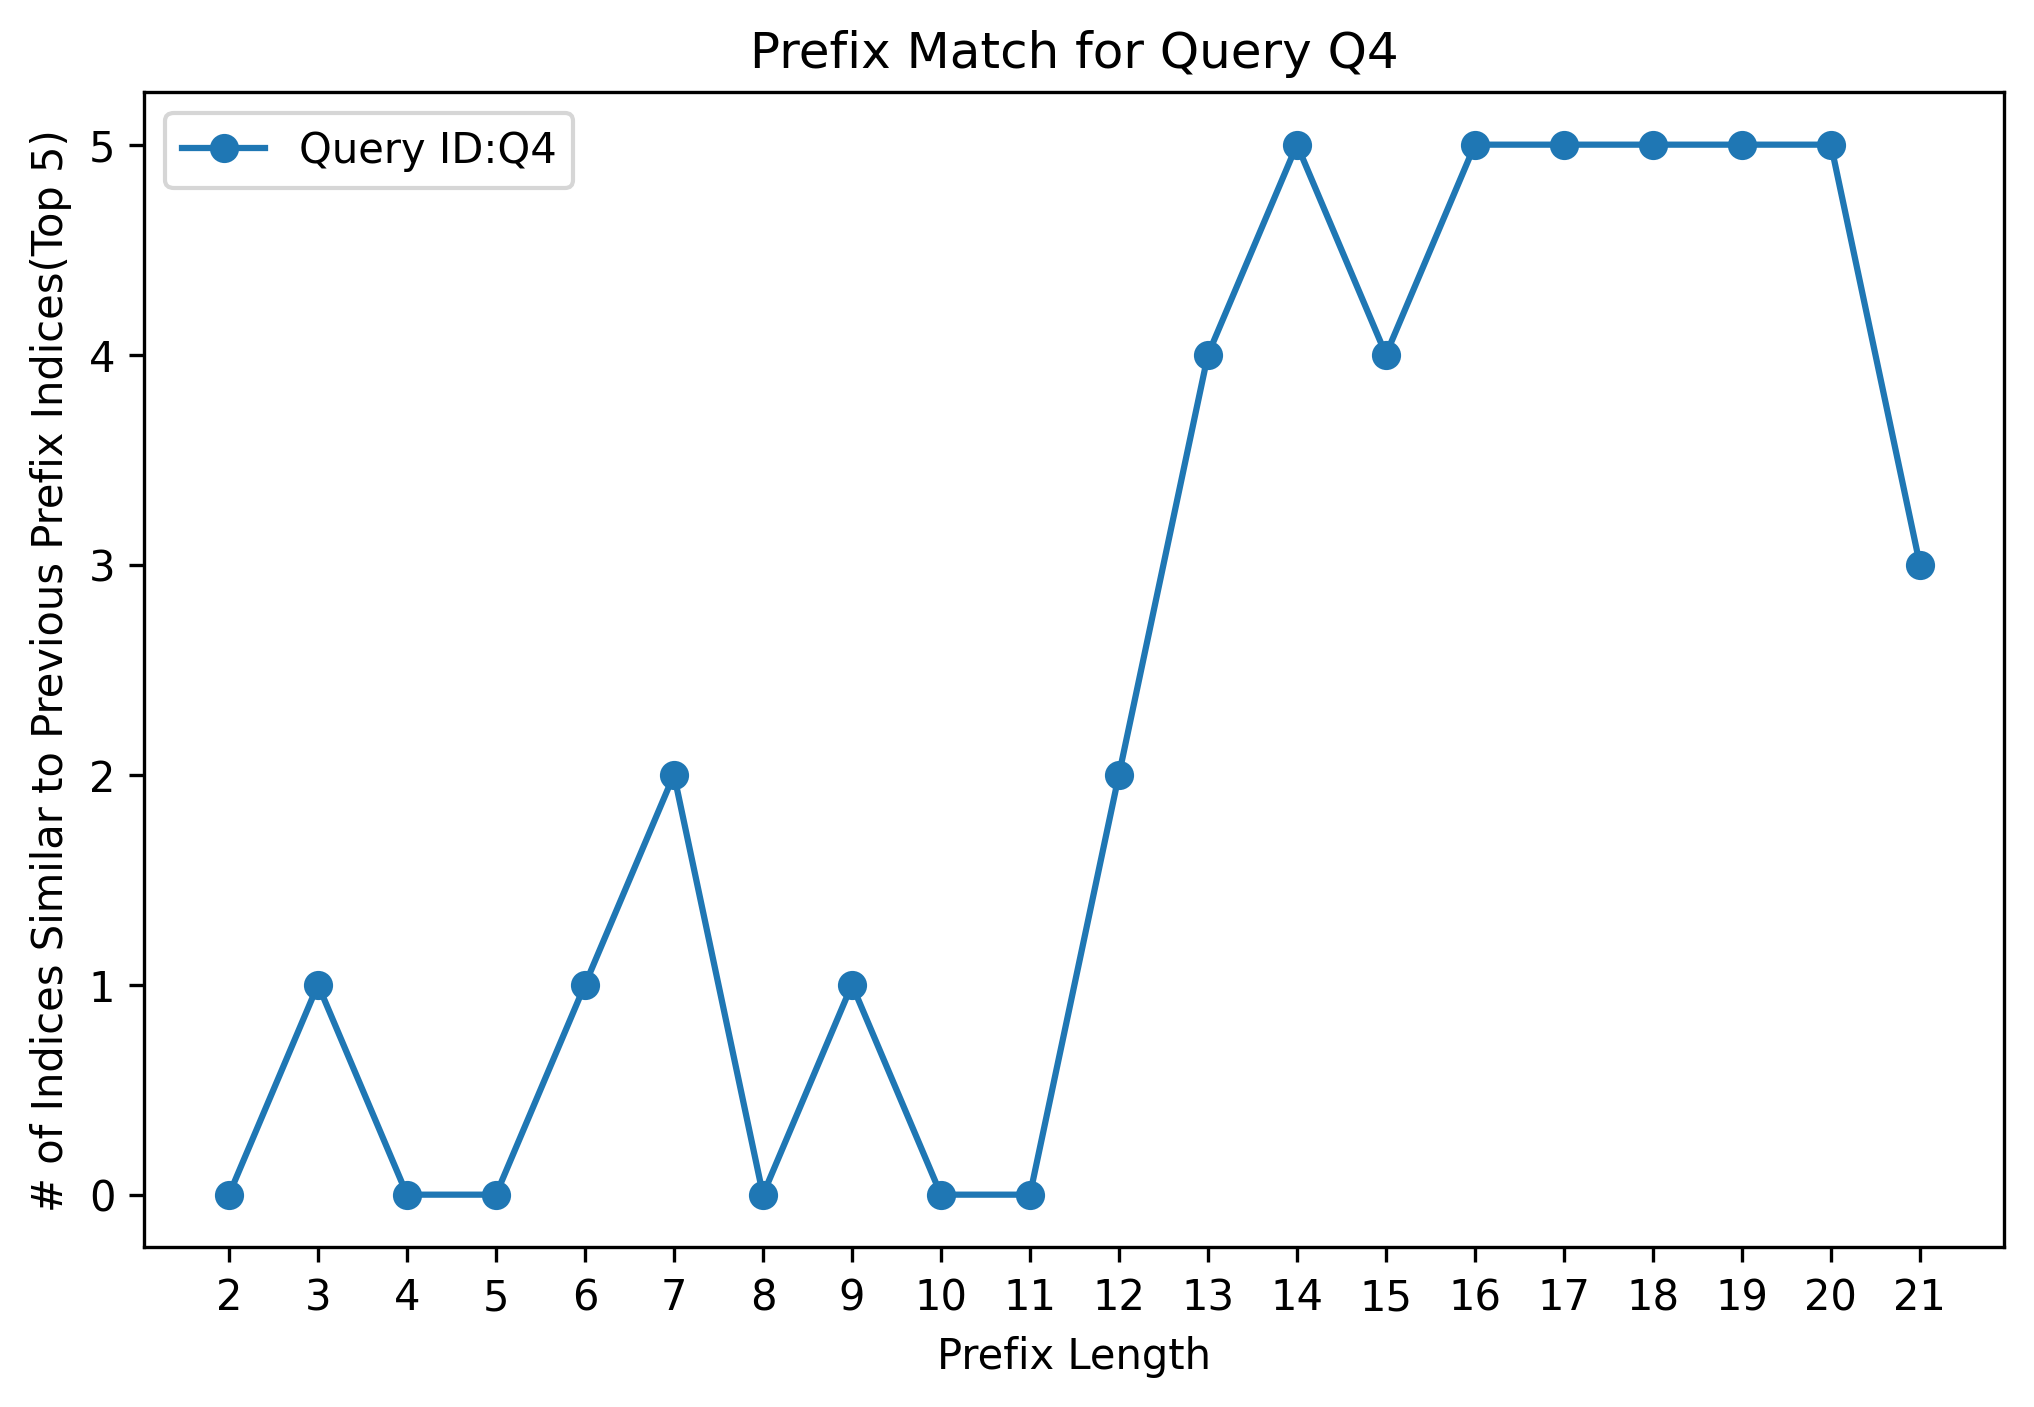 Prefix Match for Query Q4
Query ID:Q4
# of Indices Similar to Previous Prefix Indices(Top 5)
5
4
3
2
1
0
2 3 4 5 6 7 8 9 10 11 12 13 14 15 16 17 18 19 20 21
Prefix Length